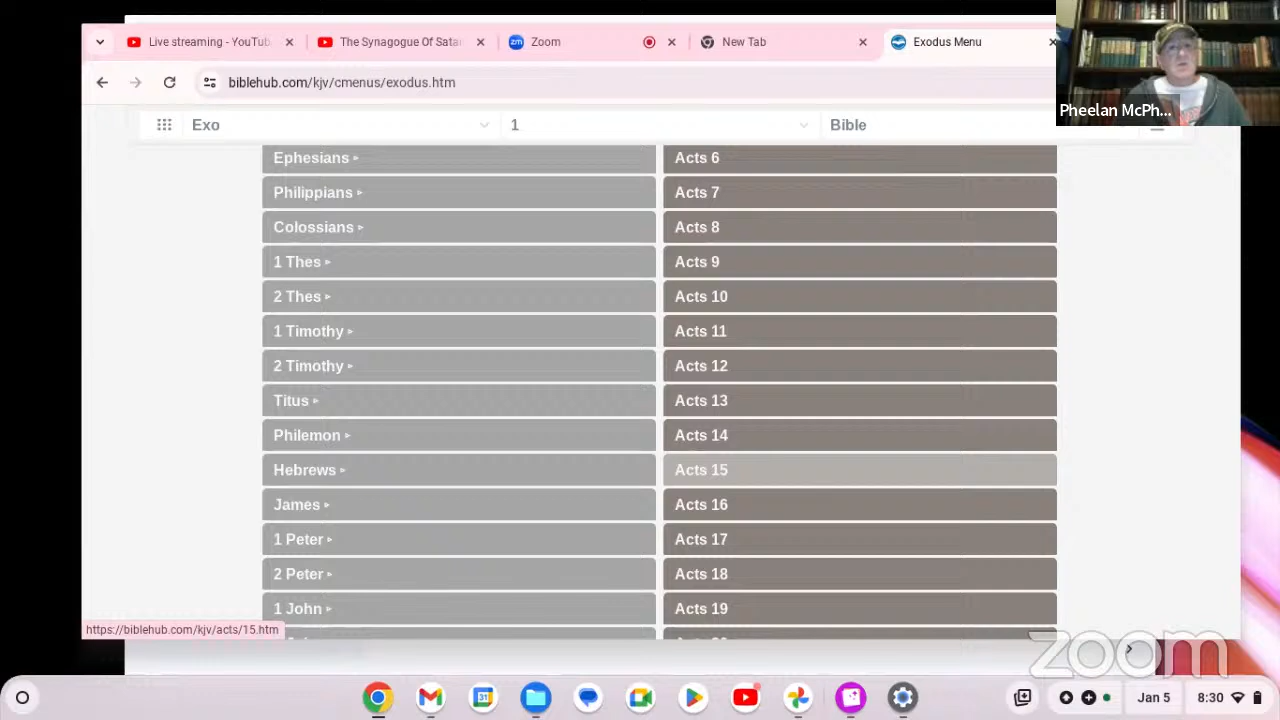 Live streaming - YouTub
The Synagogue Of Sata
zm Zoom
New Tab
Exodus Menu
biblehub.com/kjv/cmenus/exodus.htm
Pheelan McPh...
Exo
1
Bible
Ephesians ▸
Acts 6
Philippians ▸
Acts 7
Colossians ▸
Acts 8
1 Thes ▸
Acts 9
2 Thes ▸
Acts 10
1 Timothy ▸
Acts 11
2 Timothy ▸
Acts 12
Titus ▸
Acts 13
Philemon ▸
Acts 14
Hebrews ▸
Acts 15
James ▸
Acts 16
1 Peter ▸
Acts 17
2 Peter ▸
Acts 18
1 John ▸
Acts 19
https://biblehub.com/kjv/acts/15.htm
zoom
31
Jan 5
8:30